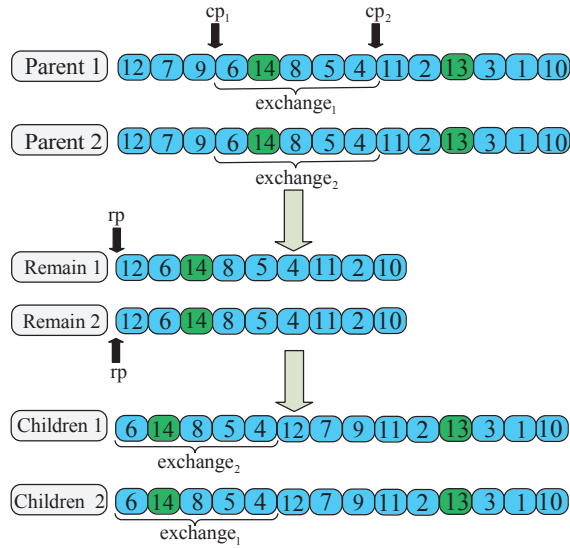 cp₁ cp₂
Parent 1 12 7 9 6 14 8 5 4 11 2 13 3 1 10
exchange₁
Parent 2 12 7 9 6 14 8 5 4 11 2 13 3 1 10
exchange₂
rp
Remain 1 12 6 14 8 5 4 11 2 10
Remain 2 12 6 14 8 5 4 11 2 10
rp
Children 1 6 14 8 5 4 12 7 9 11 2 13 3 1 10
exchange₂
Children 2 6 14 8 5 4 12 7 9 11 2 13 3 1 10
exchange₁